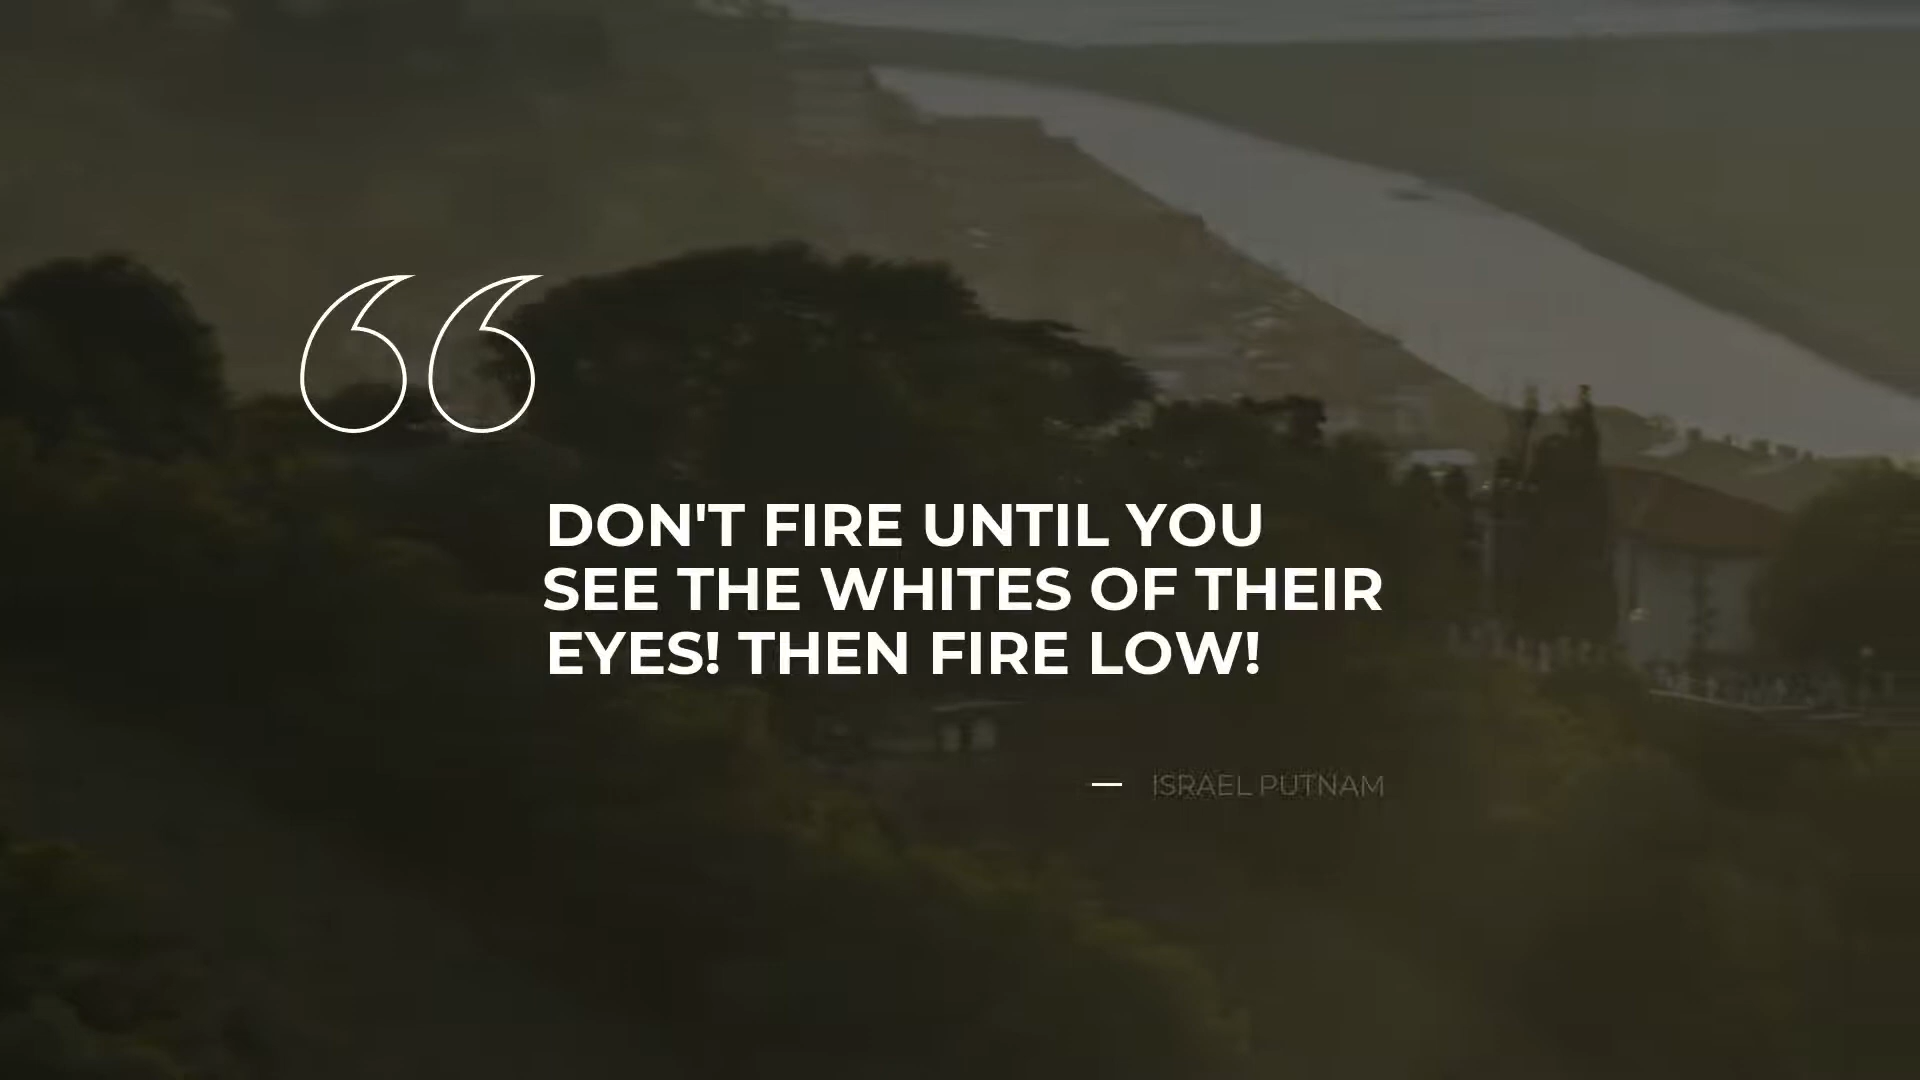 DON'T FIRE UNTIL YOU
SEE THE WHITES OF THEIR
EYES! THEN FIRE LOW!
— ISRAEL PUTNAM